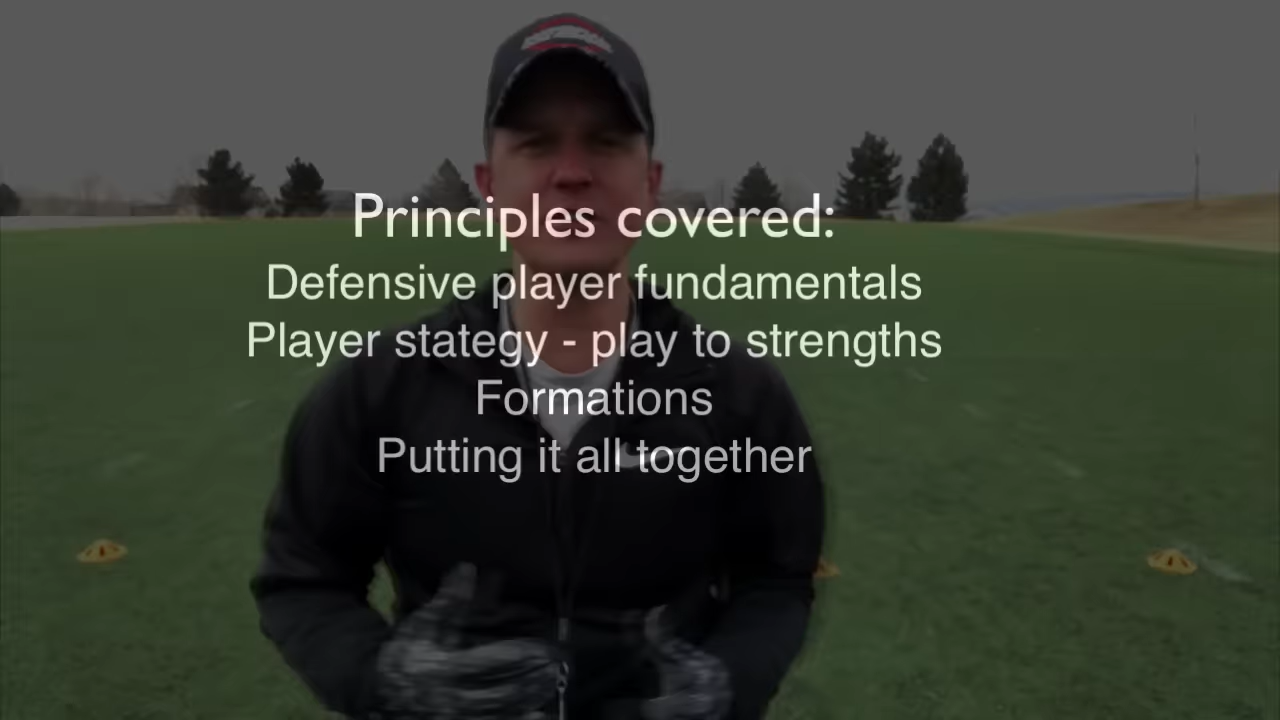 Principles covered:
Defensive player fundamentals
Player stategy - play to strengths
Formations
Putting it all together